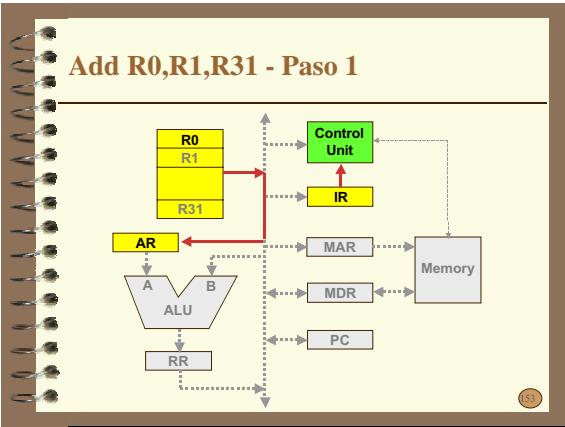 Add R0,R1,R31 - Paso 1
R0
R1
R31
AR
A
B
ALU
RR
Control
Unit
IR
MAR
MDR
PC
Memory
153